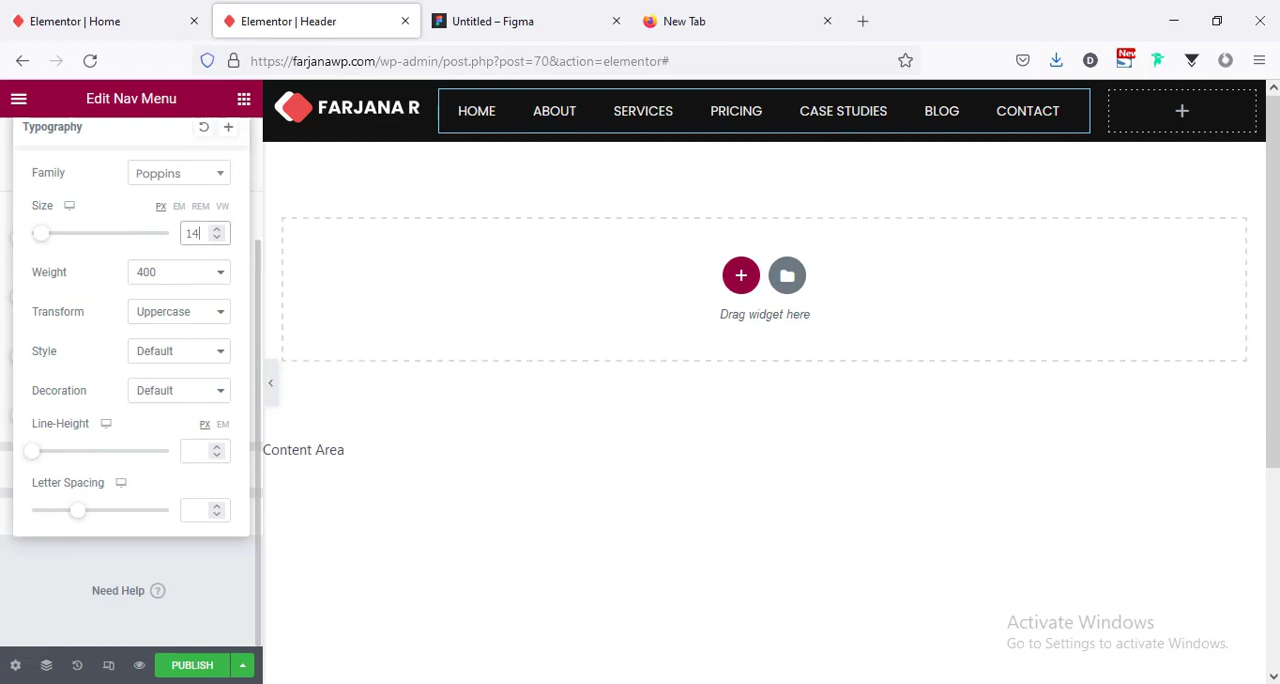 Elementor | Home
Elementor | Header
Untitled – Figma
New Tab
https://farjanawp.com/wp-admin/post.php?post=70&action=elementor#
New
Edit Nav Menu
FARJANA R
HOME
ABOUT
SERVICES
PRICING
CASE STUDIES
BLOG
CONTACT
Typography
Family
Poppins
Size
PX EM REM VW
14
Weight
400
Transform
Uppercase
Style
Default
Decoration
Default
Line-Height
PX EM
Letter Spacing
Need Help
PUBLISH
Drag widget here
Content Area
Activate Windows
Go to Settings to activate Windows.